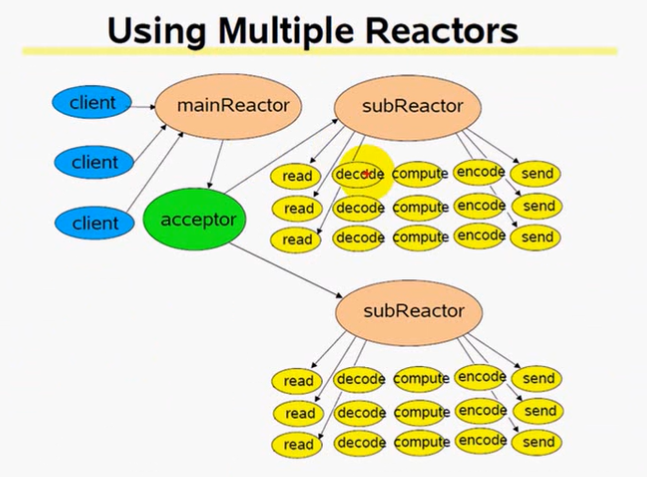 Using Multiple Reactors
client
mainReactor
subReactor
client
client
acceptor
read decode compute encode send
read decode compute encode send
read decode compute encode send
subReactor
read decode compute encode send
read decode compute encode send
read decode compute encode send